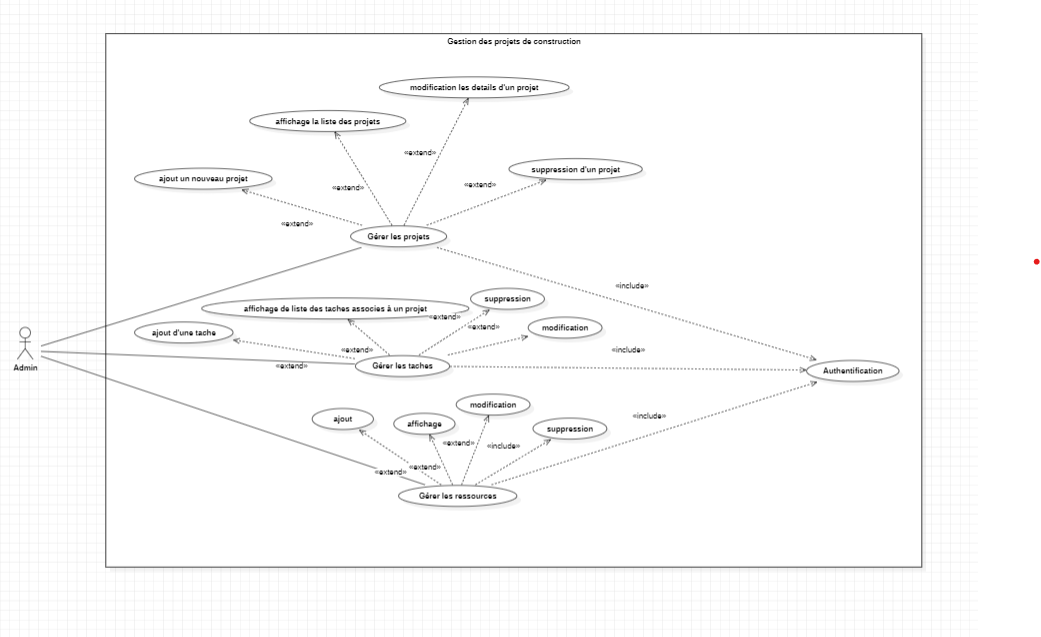 Gestion des projets de construction
modification les details d'un projet
affichage la liste des projets
«extend»
suppression d'un projet
ajout un nouveau projet
«extend»
«extend»
«extend»
Gérer les projets
«include»
suppression
affichage de liste des taches associes à un projet
«extend»
«extend»
modification
ajout d'une tache
«extend»
«include»
Gérer les taches
«extend»
Admin
Authentification
modification
ajout
affichage
«include»
suppression
«extend»
«include»
«extend»
«extend»
Gérer les ressources